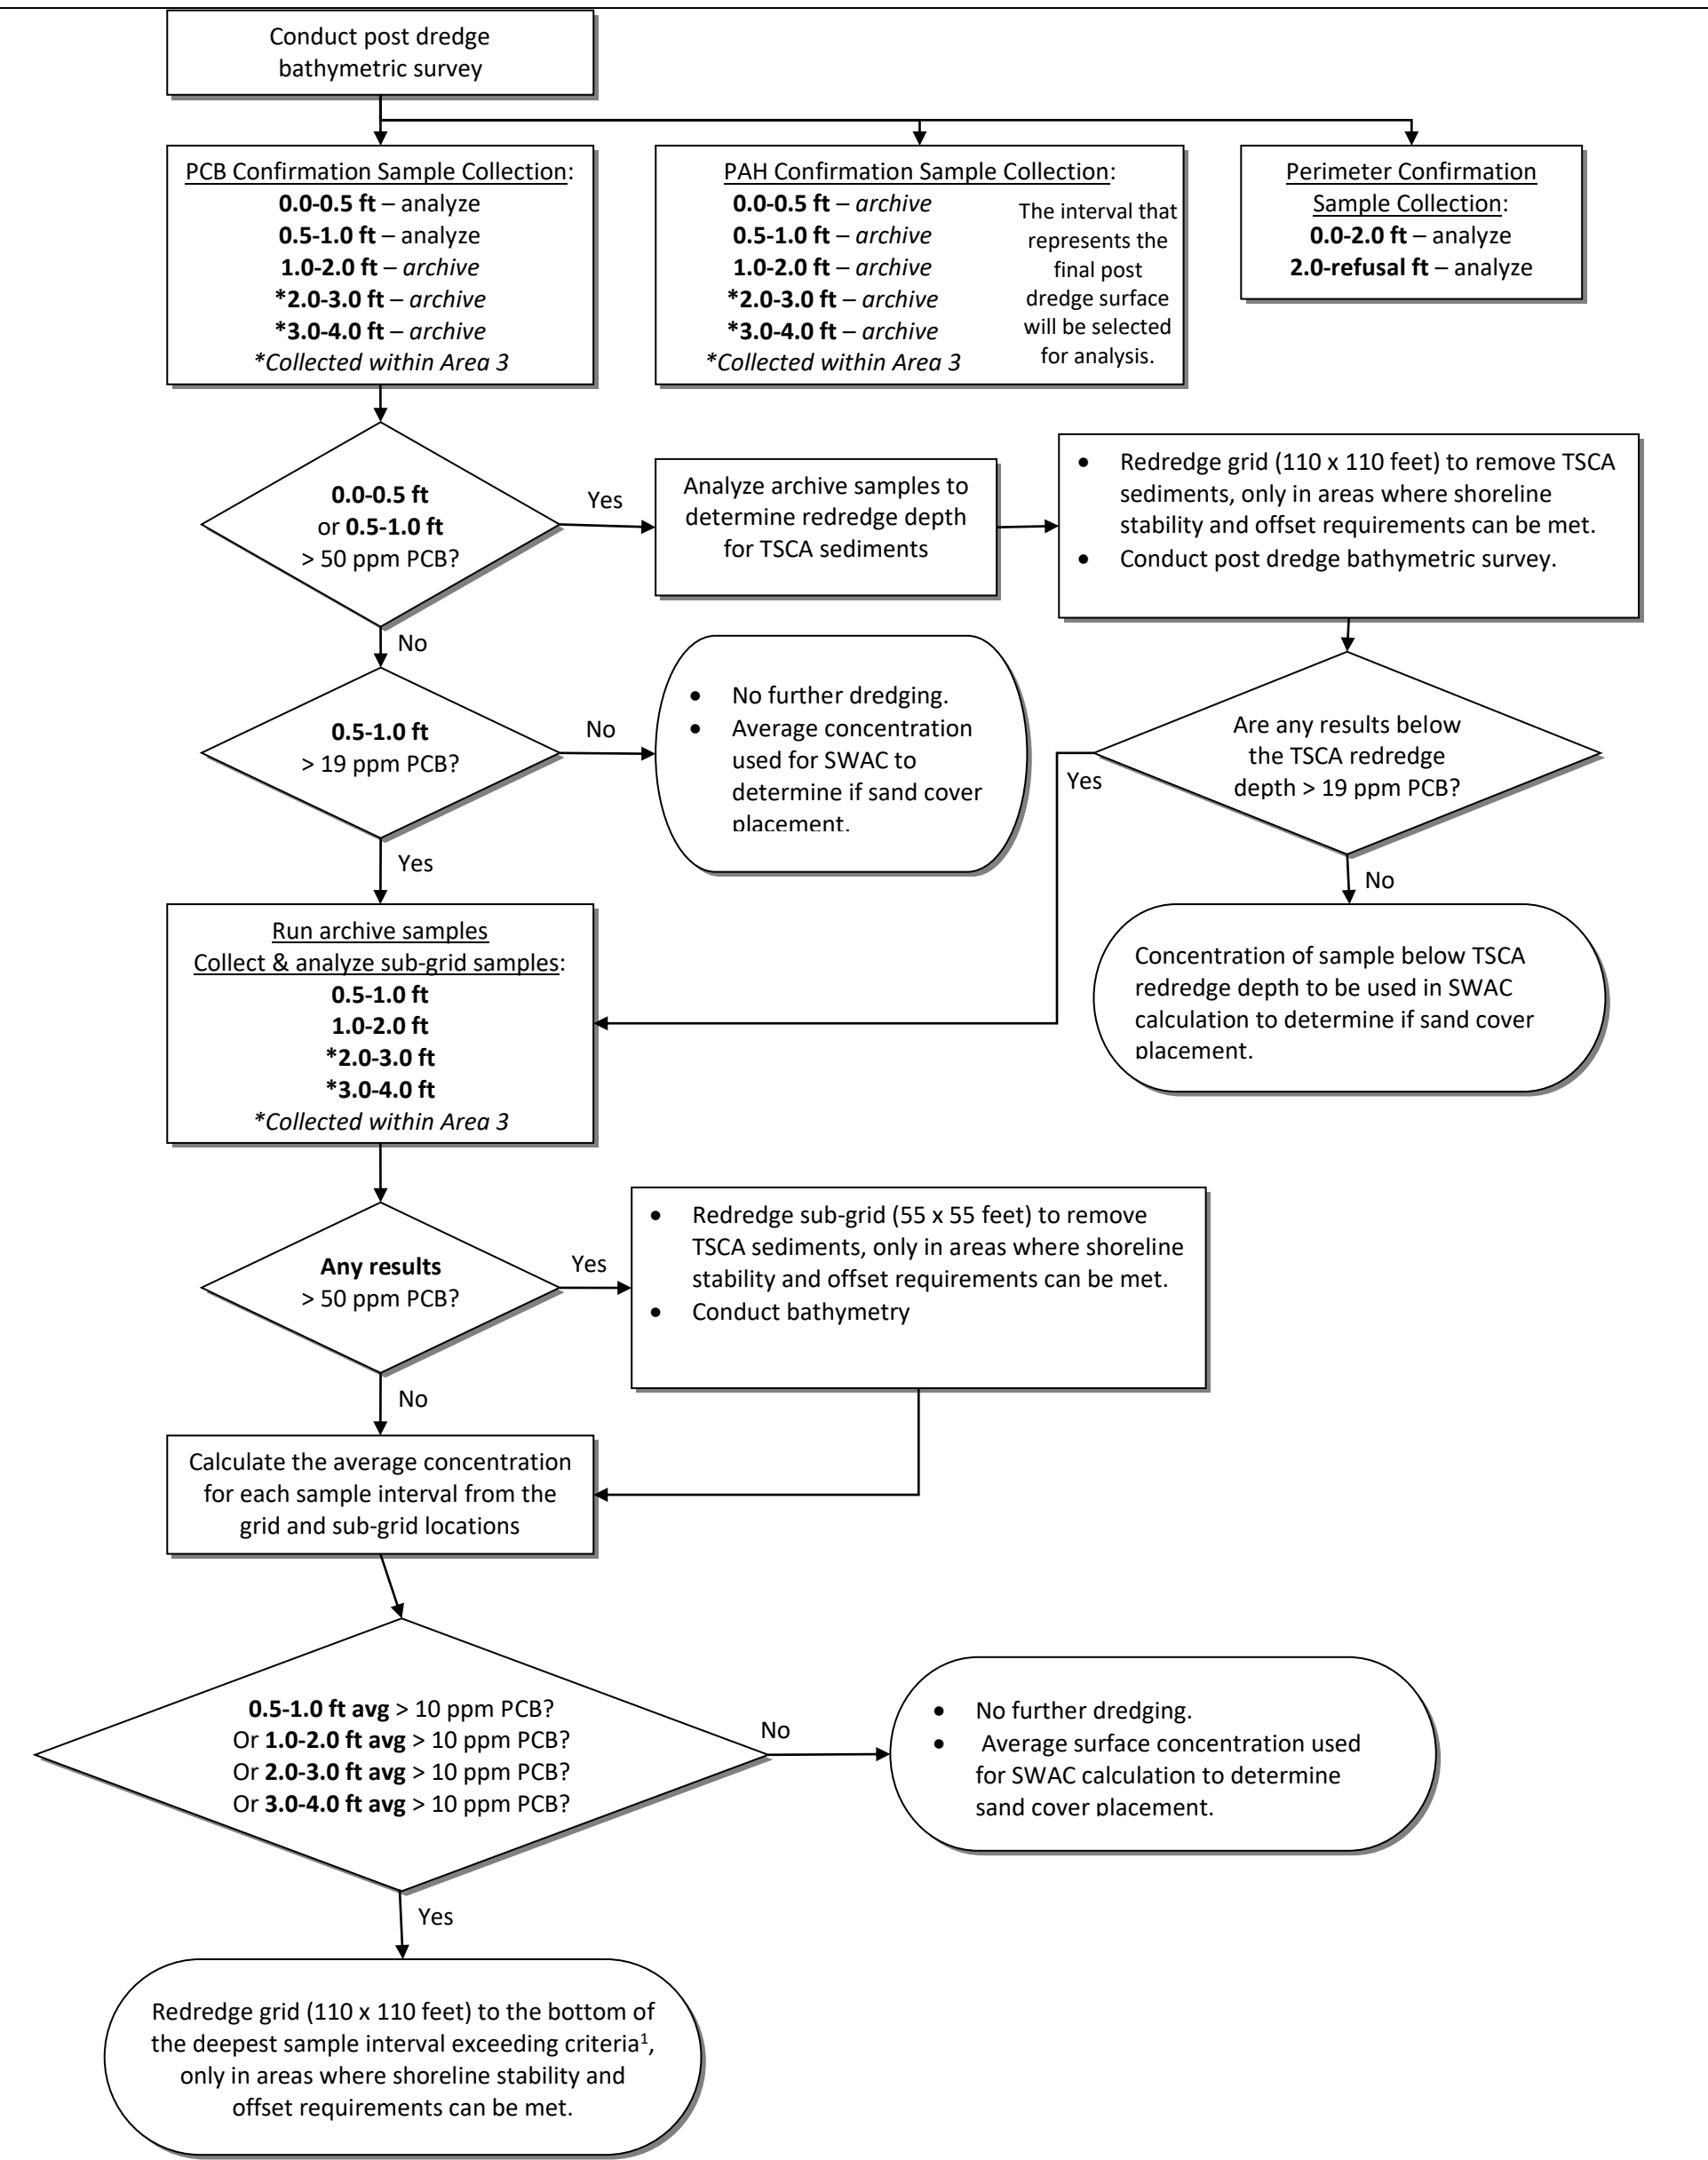 Conduct post dredge
bathymetric survey
PCB Confirmation Sample Collection:
0.0-0.5 ft – analyze
0.5-1.0 ft – analyze
1.0-2.0 ft – archive
*2.0-3.0 ft – archive
*3.0-4.0 ft – archive
*Collected within Area 3
PAH Confirmation Sample Collection:
0.0-0.5 ft – archive
0.5-1.0 ft – archive
1.0-2.0 ft – archive
*2.0-3.0 ft – archive
*3.0-4.0 ft – archive
*Collected within Area 3
The interval that
represents the
final post
dredge surface
will be selected
for analysis.
Perimeter Confirmation
Sample Collection:
0.0-2.0 ft – analyze
2.0-refusal ft – analyze
0.0-0.5 ft
or 0.5-1.0 ft
> 50 ppm PCB?
Yes
Analyze archive samples to
determine redredge depth
for TSCA sediments
• Redredge grid (110 x 110 feet) to remove TSCA
sediments, only in areas where shoreline
stability and offset requirements can be met.
• Conduct post dredge bathymetric survey.
No
0.5-1.0 ft
> 19 ppm PCB?
No
• No further dredging.
• Average concentration
used for SWAC to
determine if sand cover
placement.
Are any results below
the TSCA redredge
depth > 19 ppm PCB?
Yes
No
Concentration of sample below TSCA
redredge depth to be used in SWAC
calculation to determine if sand cover
placement.
Yes
Run archive samples
Collect & analyze sub-grid samples:
0.5-1.0 ft
1.0-2.0 ft
*2.0-3.0 ft
*3.0-4.0 ft
*Collected within Area 3
Any results
> 50 ppm PCB?
Yes
• Redredge sub-grid (55 x 55 feet) to remove
TSCA sediments, only in areas where shoreline
stability and offset requirements can be met.
• Conduct bathymetry
No
Calculate the average concentration
for each sample interval from the
grid and sub-grid locations
0.5-1.0 ft avg > 10 ppm PCB?
Or 1.0-2.0 ft avg > 10 ppm PCB?
Or 2.0-3.0 ft avg > 10 ppm PCB?
Or 3.0-4.0 ft avg > 10 ppm PCB?
No
• No further dredging.
• Average surface concentration used
for SWAC calculation to determine
sand cover placement.
Yes
Redredge grid (110 x 110 feet) to the bottom of
the deepest sample interval exceeding criteria¹,
only in areas where shoreline stability and
offset requirements can be met.